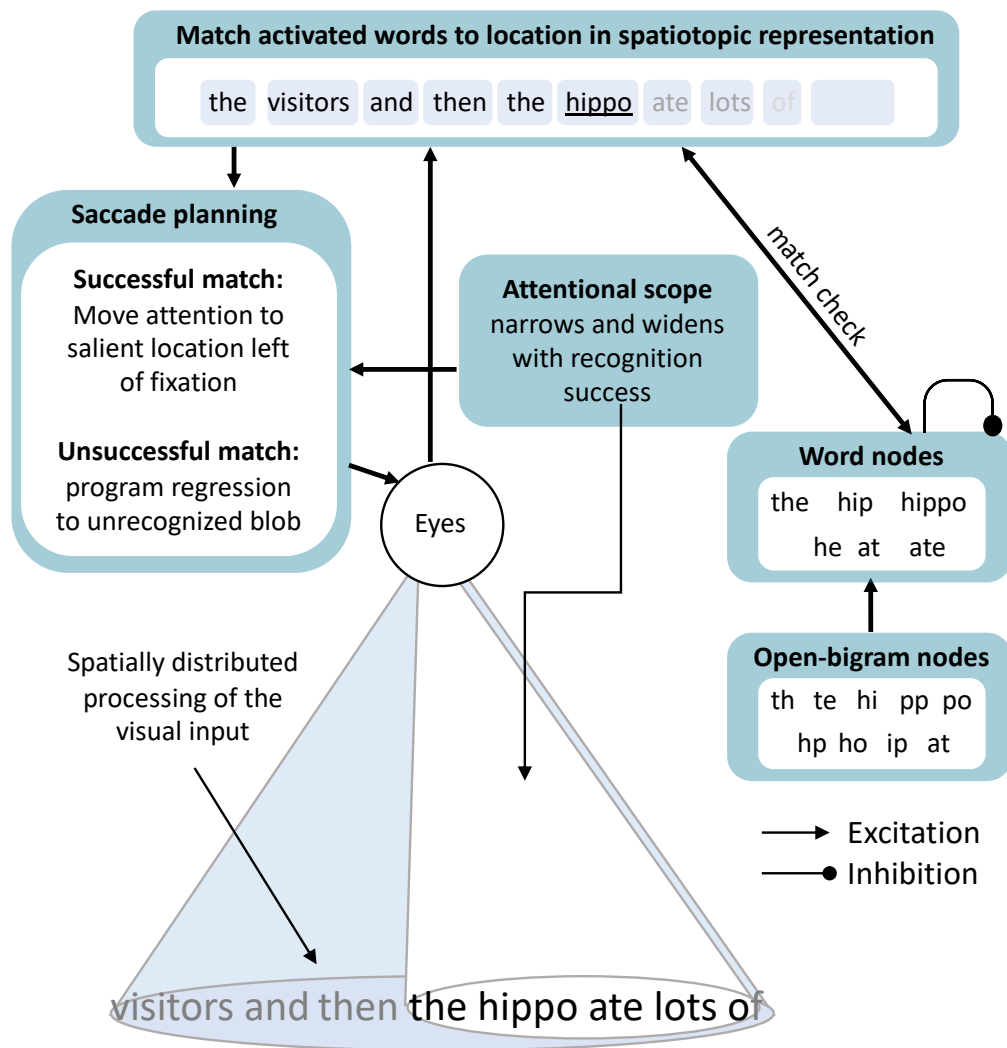 Match activated words to location in spatiotopic representation
the visitors and then the hippo ate lots of
Saccade planning
Successful match:
Move attention to
salient location left
of fixation
Unsuccessful match:
program regression
to unrecognized blob
Attentional scope
narrows and widens
with recognition
success
match check
Eyes
Word nodes
the hip hippo
he at ate
Open-bigram nodes
th te hi pp po
hp ho ip at
Spatially distributed
processing of the
visual input
Excitation
Inhibition
visitors and then the hippo ate lots of